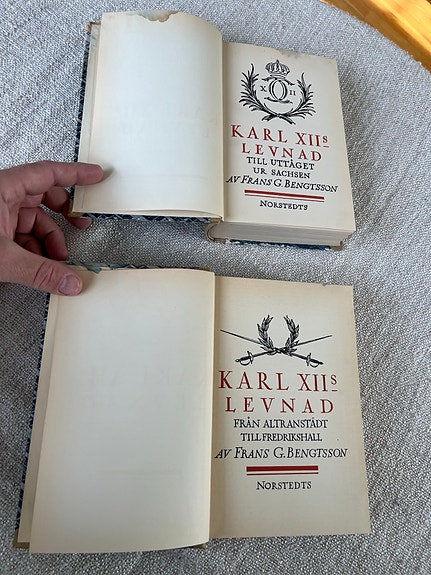 X II
KARL XIIS
LEVNAD
TILL UTTÅGET
UR SACHSEN
AV FRANS G. BENGTSSON
NORSTEDTS
KARL XIIS
LEVNAD
FRÅN ALTRANSTÄDT
TILL FREDRIKSHALL
AV FRANS G. BENGTSSON
NORSTEDTS